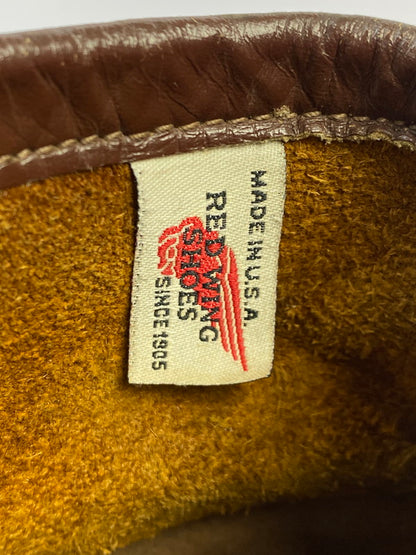 MADE IN U.S.A.
RED WING
SHOES
SINCE 1905